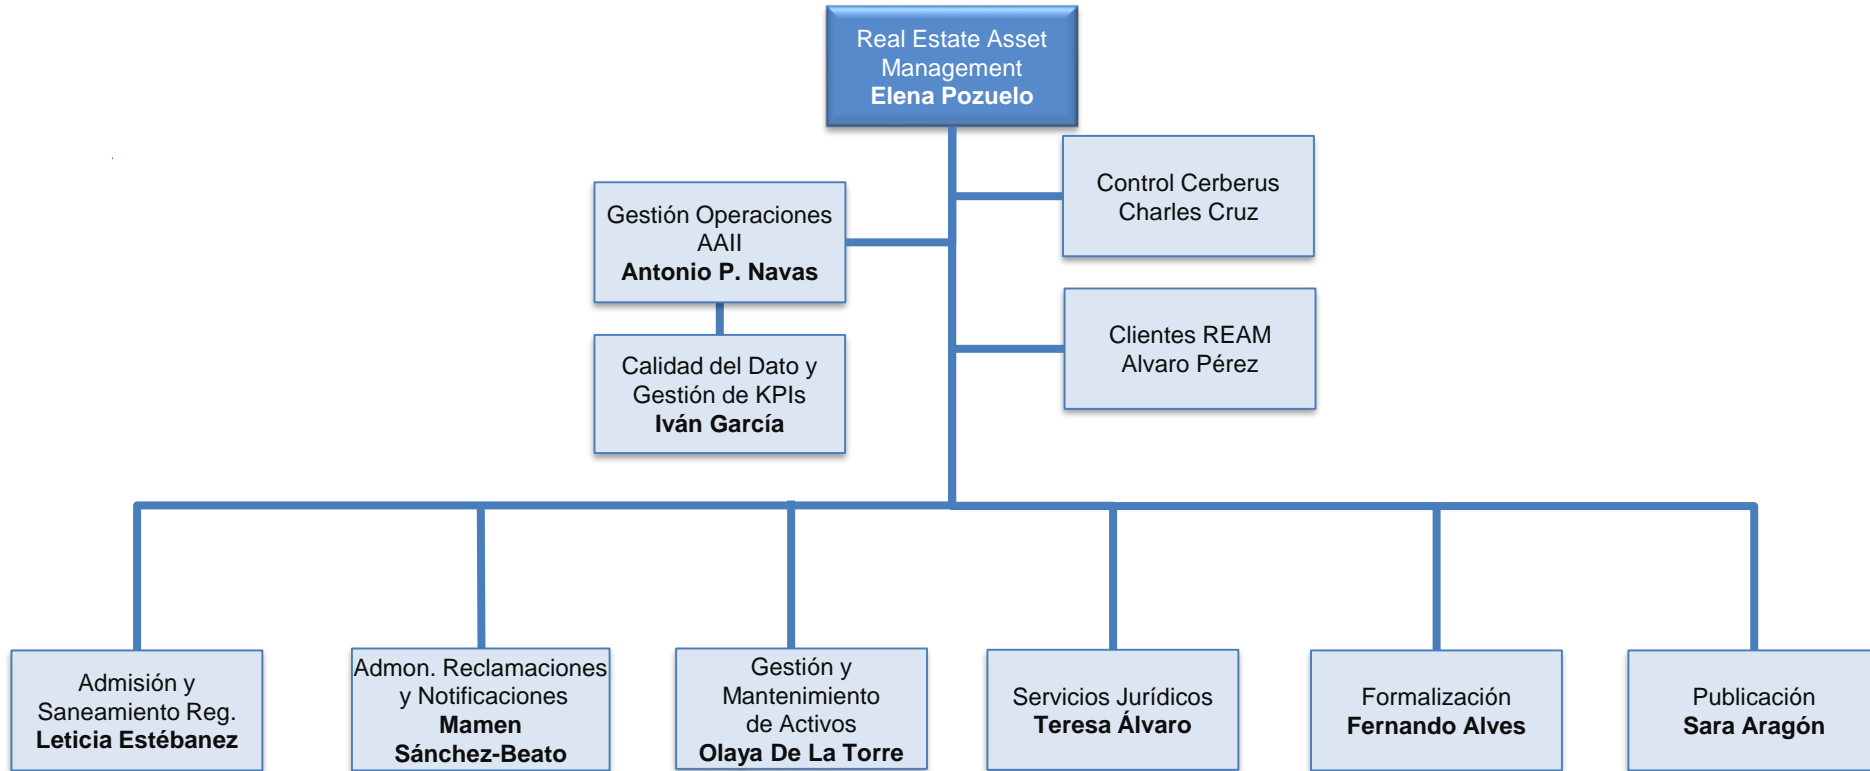 Real Estate Asset
Management
Elena Pozuelo
Control Cerberus
Charles Cruz
Gestión Operaciones
AAII
Antonio P. Navas
Clientes REAM
Alvaro Pérez
Calidad del Dato y
Gestión de KPIs
Iván García
Admisión y
Saneamiento Reg.
Leticia Estébanez
Admon. Reclamaciones
y Notificaciones
Mamen
Sánchez-Beato
Gestión y
Mantenimiento
de Activos
Olaya De La Torre
Servicios Jurídicos
Teresa Álvaro
Formalización
Fernando Alves
Publicación
Sara Aragón